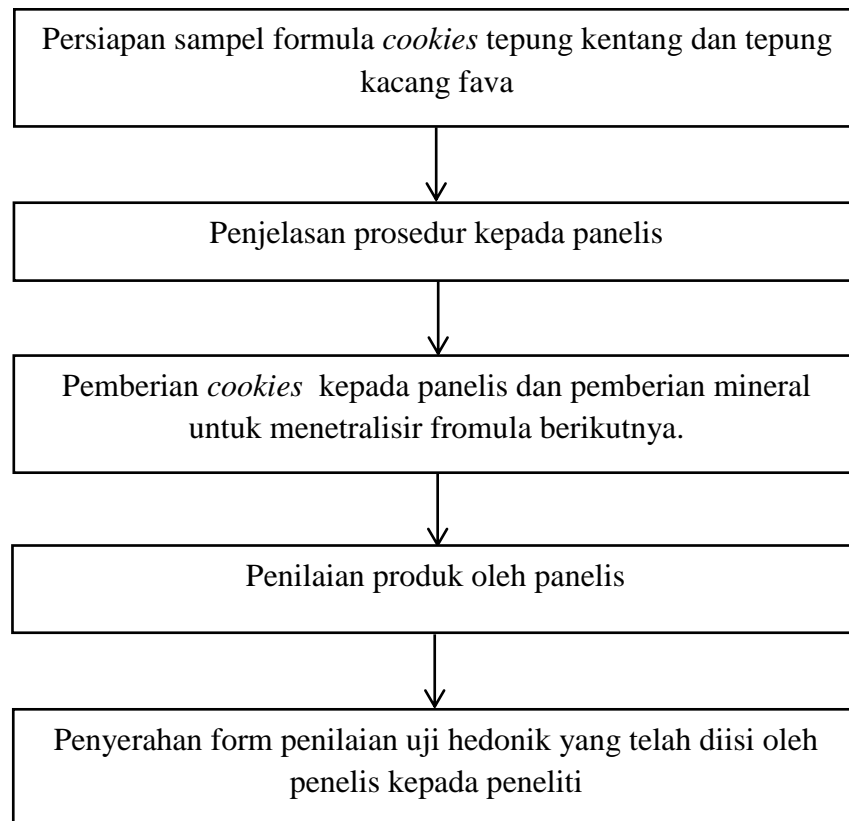 Persiapan sampel formula cookies tepung kentang dan tepung
kacang fava
Penjelasan prosedur kepada panelis
Pemberian cookies kepada panelis dan pemberian mineral
untuk menetralisir fromula berikutnya.
Penilaian produk oleh panelis
Penyerahan form penilaian uji hedonik yang telah diisi oleh
penelis kepada peneliti